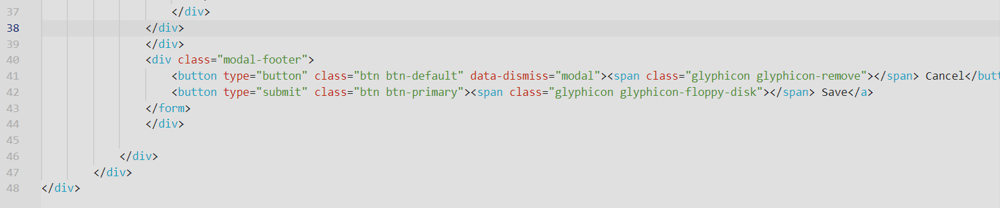 37 </div>
38 </div>
39 </div>
40 <div class="modal-footer">
41 <button type="button" class="btn btn-default" data-dismiss="modal"><span class="glyphicon glyphicon-remove"></span> Cancel</butt
42 <button type="submit" class="btn btn-primary"><span class="glyphicon glyphicon-floppy-disk"></span> Save</a>
43 </form>
44 </div>
45
46 </div>
47 </div>
48 </div>